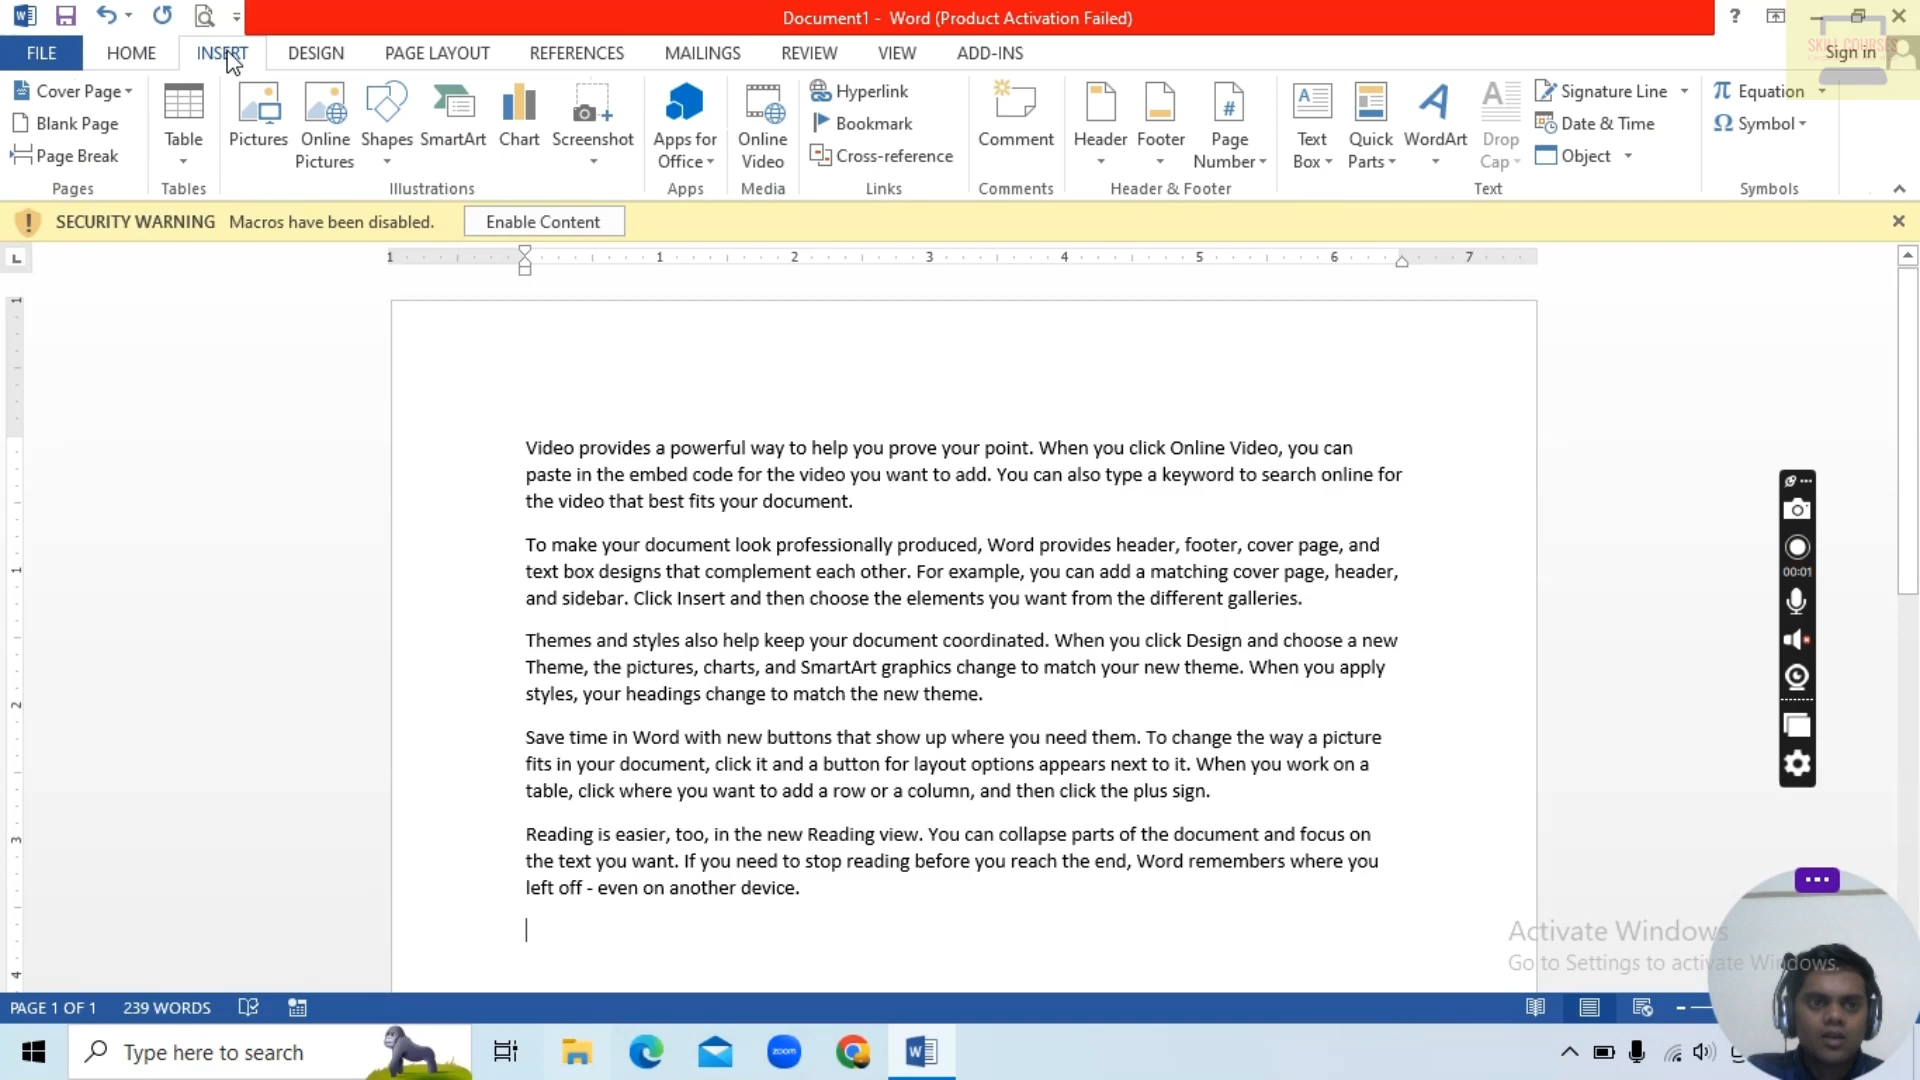 Document1 - Word (Product Activation Failed)
SKILL COURSES
FILE HOME INSERT DESIGN PAGE LAYOUT REFERENCES MAILINGS REVIEW VIEW ADD-INS Sign in
Cover Page
Blank Page
Page Break
Pages
Table
Tables
Pictures
Online Pictures
Shapes
SmartArt
Chart
Screenshot
Illustrations
Apps for Office
Apps
Online Video
Media
Hyperlink
Bookmark
Cross-reference
Links
Comment
Comments
Header
Footer
Page Number
Header & Footer
Text Box
Quick Parts
WordArt
Drop Cap
Signature Line
Date & Time
Object
Text
Equation
Symbol
Symbols
SECURITY WARNING Macros have been disabled. Enable Content
1 1 2 3 4 5 6 7
1
1
2
3
4
Video provides a powerful way to help you prove your point. When you click Online Video, you can
paste in the embed code for the video you want to add. You can also type a keyword to search online for
the video that best fits your document.
To make your document look professionally produced, Word provides header, footer, cover page, and
text box designs that complement each other. For example, you can add a matching cover page, header,
and sidebar. Click Insert and then choose the elements you want from the different galleries.
Themes and styles also help keep your document coordinated. When you click Design and choose a new
Theme, the pictures, charts, and SmartArt graphics change to match your new theme. When you apply
styles, your headings change to match the new theme.
Save time in Word with new buttons that show up where you need them. To change the way a picture
fits in your document, click it and a button for layout options appears next to it. When you work on a
table, click where you want to add a row or a column, and then click the plus sign.
Reading is easier, too, in the new Reading view. You can collapse parts of the document and focus on
the text you want. If you need to stop reading before you reach the end, Word remembers where you
left off - even on another device.
00:01
Activate Windows
Go to Settings to activate Windows.
PAGE 1 OF 1 239 WORDS
Type here to search
zoom